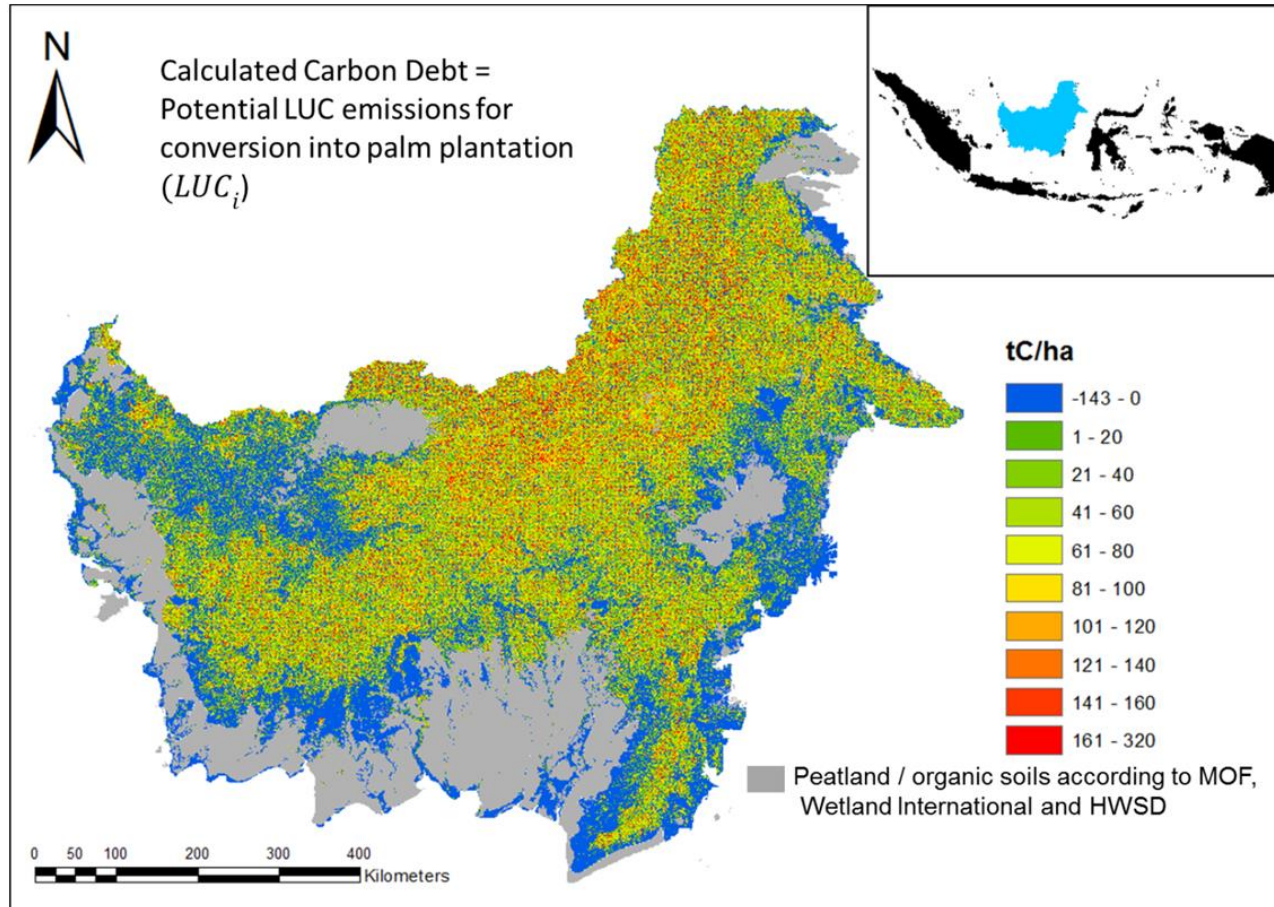 N
Calculated Carbon Debt =
Potential LUC emissions for
conversion into palm plantation
(LUCᵢ)
tC/ha
-143 - 0
1 - 20
21 - 40
41 - 60
61 - 80
81 - 100
101 - 120
121 - 140
141 - 160
161 - 320
Peatland / organic soils according to MOF,
Wetland International and HWSD
0 50 100 200 300 400
Kilometers